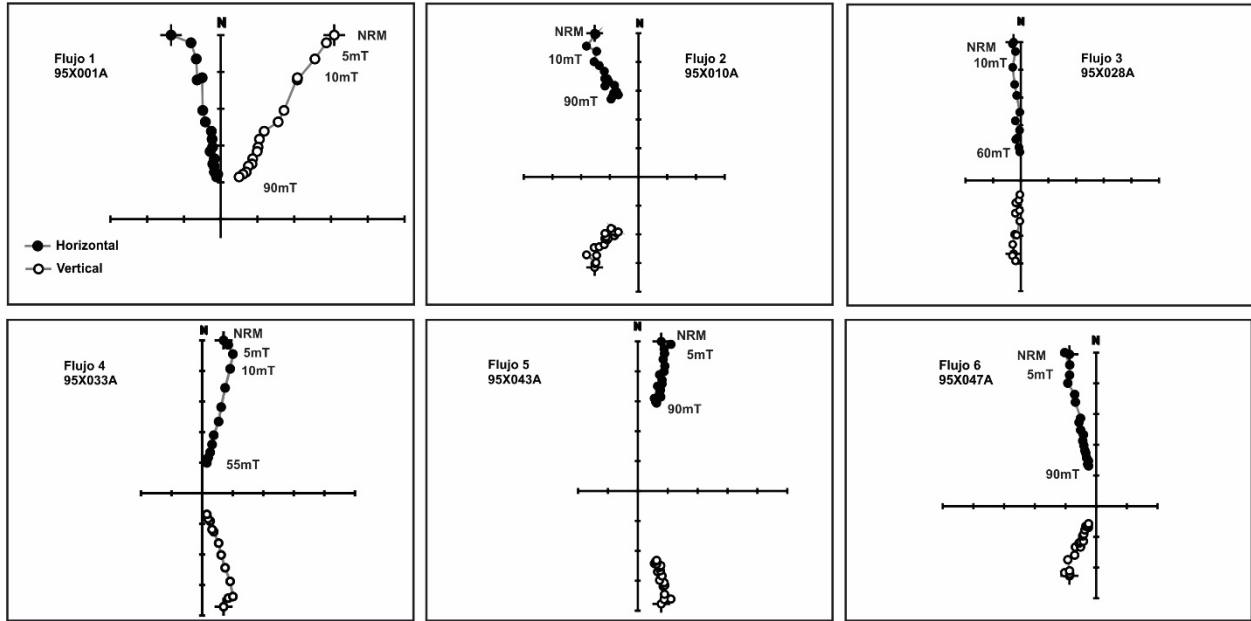 N
NRM
Flujo 1
5mT
95X001A
10mT
90mT
Horizontal
Vertical
N
NRM
Flujo 2
10mT
95X010A
90mT
N
NRM
Flujo 3
10mT
95X028A
60mT
N
NRM
Flujo 4
5mT
95X033A
10mT
55mT
N
NRM
Flujo 5
5mT
95X043A
90mT
N
NRM
Flujo 6
5mT
95X047A
90mT